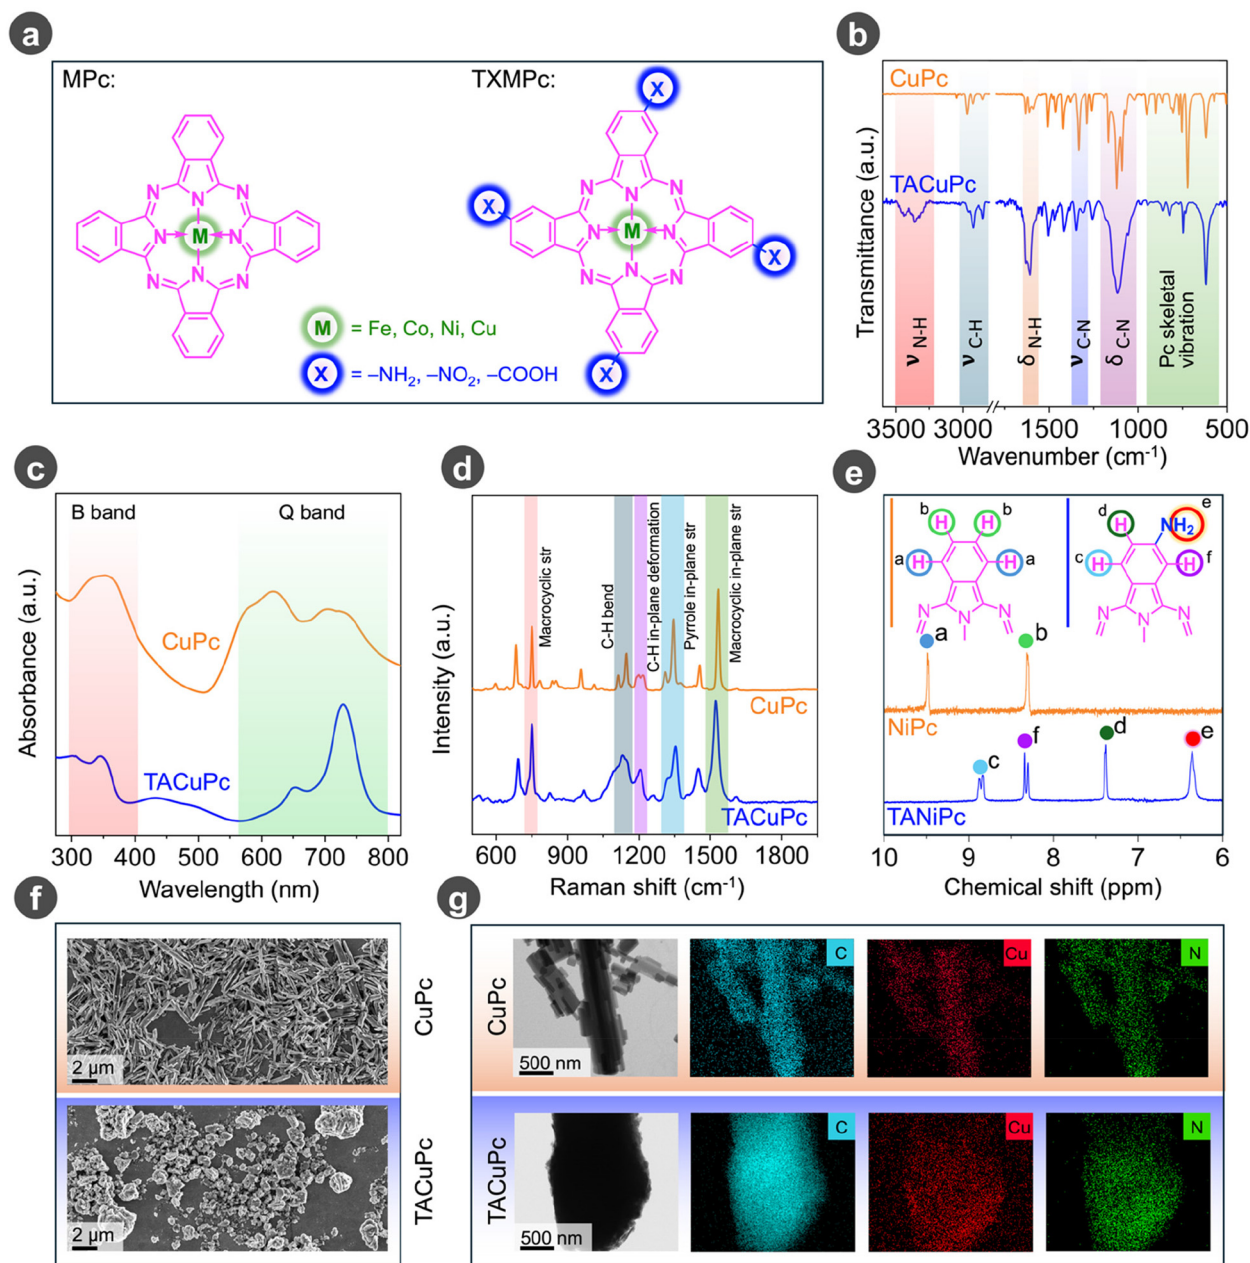 a
MPc:
TXMPc:
X
X
X
X
N
N
N
N
N
N
N
N
M
N
N
N
N
N
N
N
N
M
M = Fe, Co, Ni, Cu
X = –NH₂, –NO₂, –COOH
b
CuPc
TACuPc
Transmittance (a.u.)
ν N-H
ν C-H
δ N-H
ν C-N
δ C-N
Pc skeletal
vibration
3500 3000 1500 1000 500
Wavenumber (cm⁻¹)
c
B band
Q band
CuPc
TACuPc
Absorbance (a.u.)
300 400 500 600 700 800
Wavelength (nm)
d
Macrocyclic str
C-H bend
C-H in-plane deformation
Pyrrole in-plane str
Macrocyclic in-plane str
CuPc
TACuPc
Intensity (a.u.)
600 900 1200 1500 1800
Raman shift (cm⁻¹)
e
b H H b
a H H a
N N
N
d H NH₂ e
c H H f
N N
N
a b
NiPc
c f d e
TANiPc
10 9 8 7 6
Chemical shift (ppm)
f
2 µm
CuPc
2 µm
TACuPc
g
CuPc
500 nm
C
Cu
N
TACuPc
500 nm
C
Cu
N